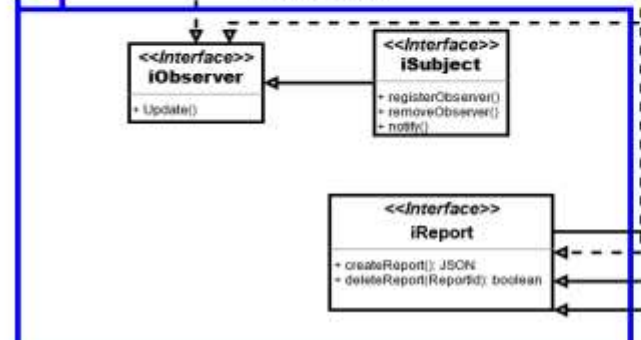 <<Interface>>
iObserver
+ Update()
<<Interface>>
iSubject
+ registerObserver()
+ removeObserver()
+ notify()
<<Interface>>
iReport
+ createReport(): JSON
+ deleteReport(ReportId): boolean